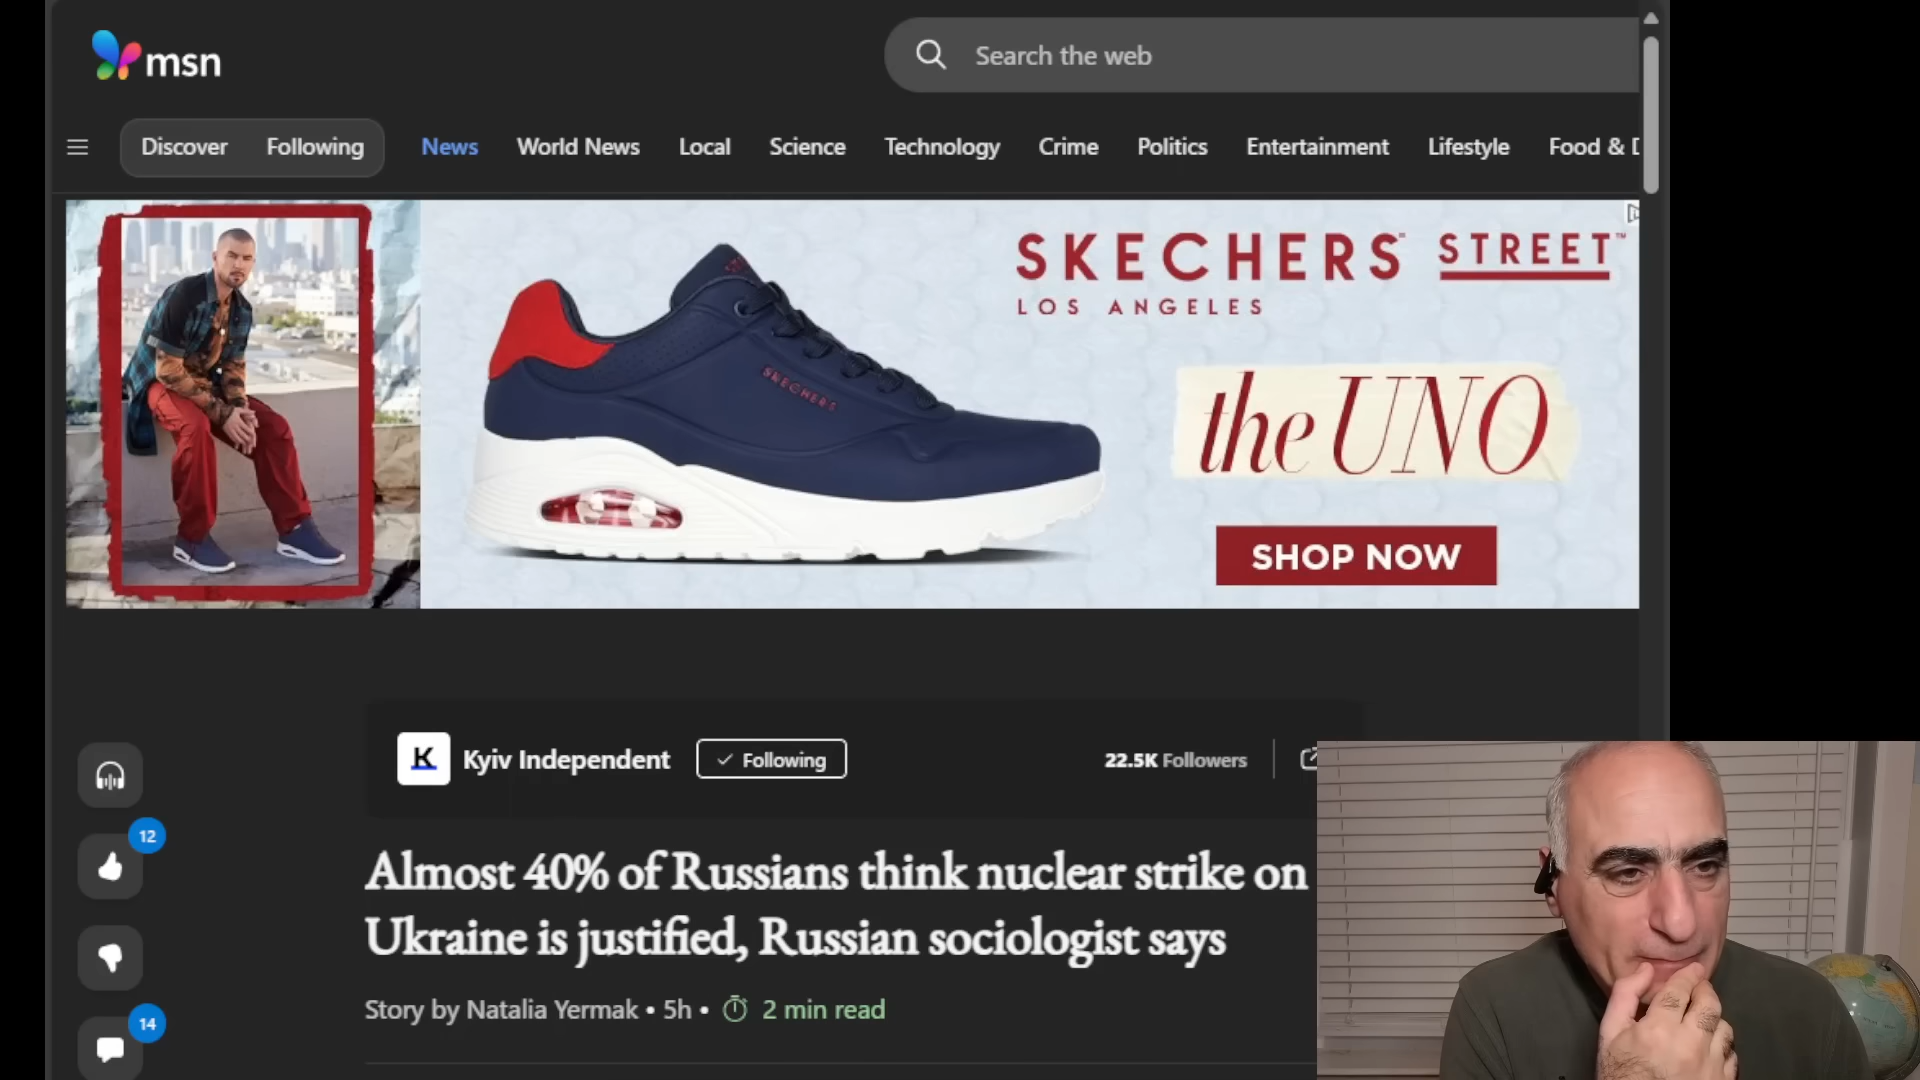 msn
Search the web
Discover
Following
News
World News
Local
Science
Technology
Crime
Politics
Entertainment
Lifestyle
Food &
SKECHERS STREET™
LOS ANGELES
SKECHERS
the UNO
SHOP NOW
K
Kyiv Independent
Following
22.5K Followers
12
Almost 40% of Russians think nuclear strike on
Ukraine is justified, Russian sociologist says
Story by Natalia Yermak • 5h •
2 min read
14